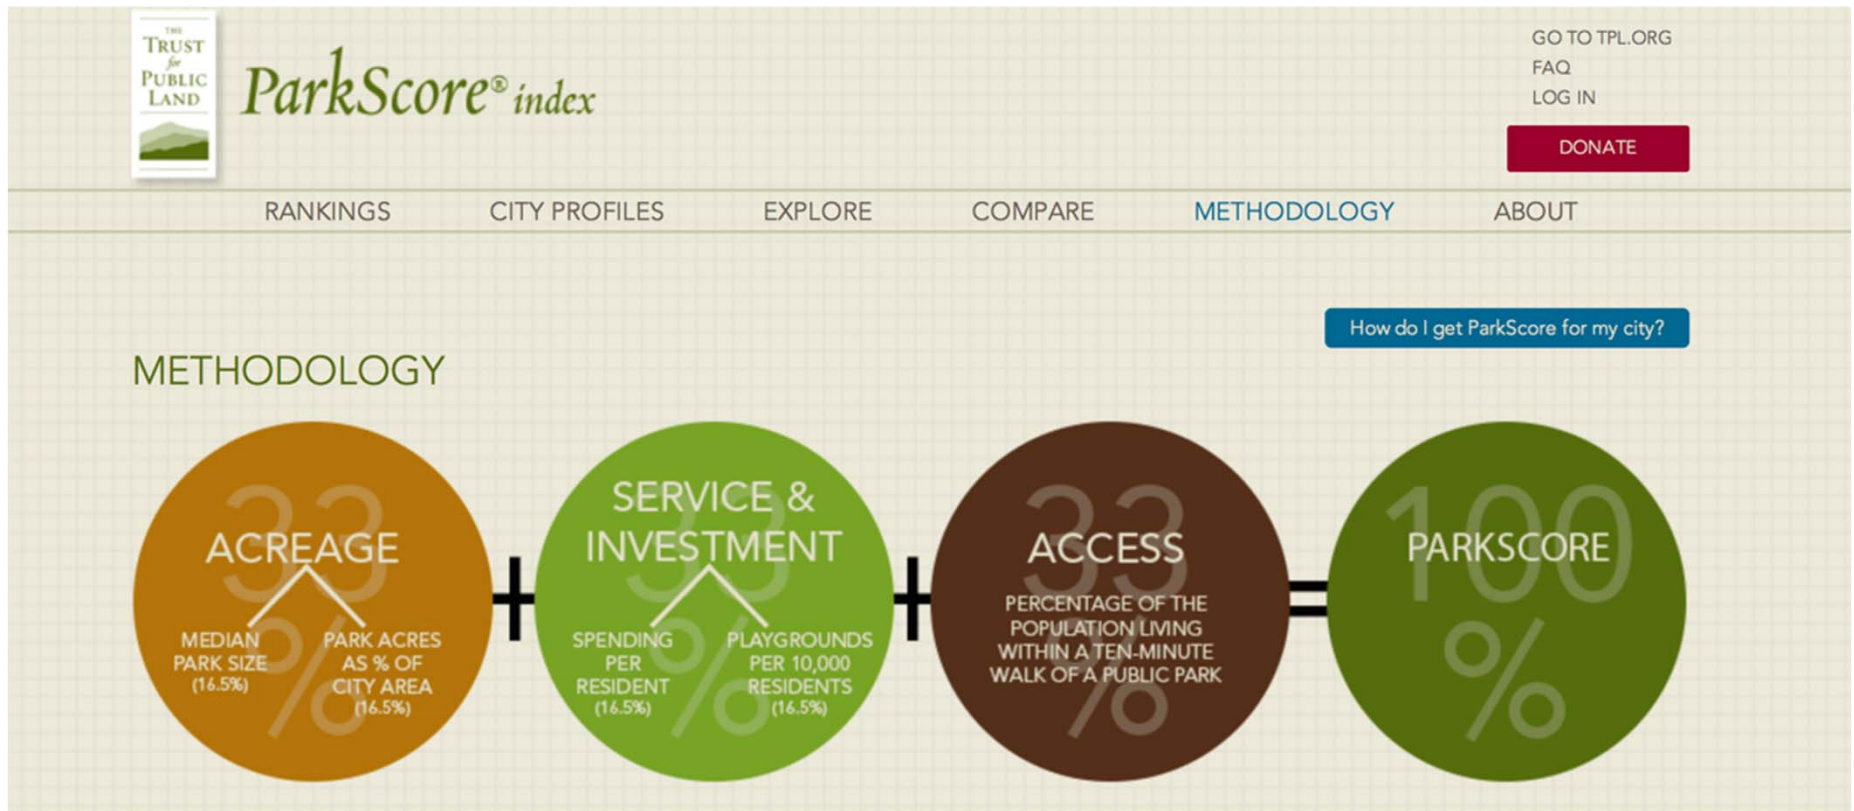 THE
TRUST
for
PUBLIC
LAND
ParkScore® index
GO TO TPL.ORG
FAQ
LOG IN
DONATE
RANKINGS CITY PROFILES EXPLORE COMPARE METHODOLOGY ABOUT
How do I get ParkScore for my city?
METHODOLOGY
33
%
ACREAGE
MEDIAN
PARK SIZE
(16.5%)
PARK ACRES
AS % OF
CITY AREA
(16.5%)
+
33
%
SERVICE &
INVESTMENT
SPENDING
PER
RESIDENT
(16.5%)
PLAYGROUNDS
PER 10,000
RESIDENTS
(16.5%)
+
33
%
ACCESS
PERCENTAGE OF THE
POPULATION LIVING
WITHIN A TEN-MINUTE
WALK OF A PUBLIC PARK
=
100
%
PARKSCORE